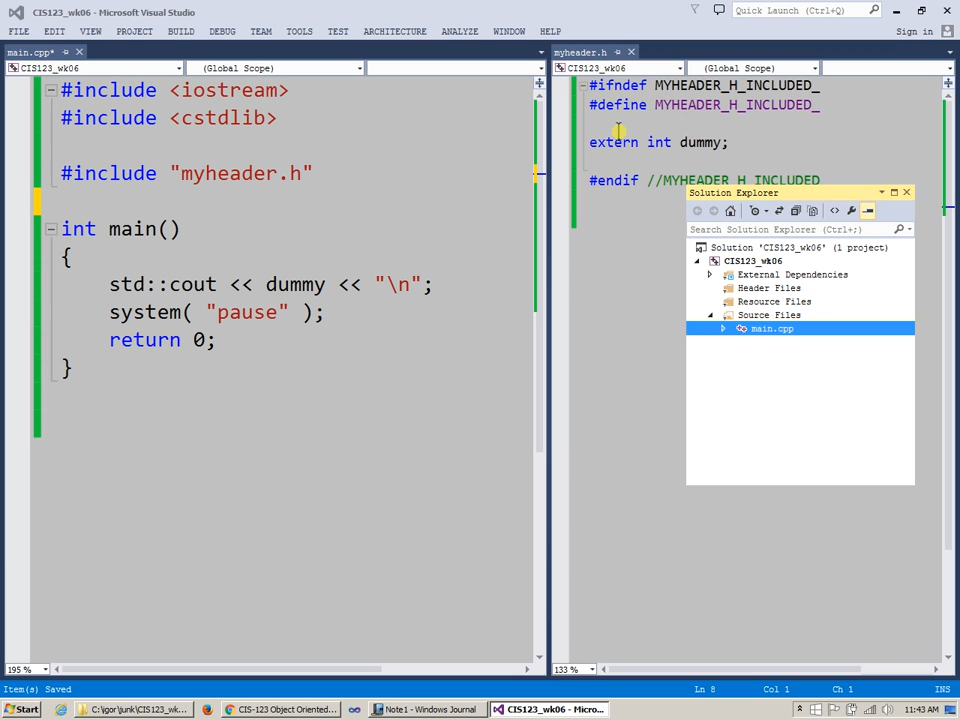 CIS123_wk06 - Microsoft Visual Studio
Quick Launch (Ctrl+Q)
FILE EDIT VIEW PROJECT BUILD DEBUG TEAM TOOLS TEST ARCHITECTURE ANALYZE WINDOW HELP
Sign in
main.cpp*
CIS123_wk06
(Global Scope)
#include <iostream>
#include <cstdlib>
#include "myheader.h"
int main()
{
std::cout << dummy << "\n";
system( "pause" );
return 0;
}
195 %
myheader.h
CIS123_wk06
(Global Scope)
#ifndef MYHEADER_H_INCLUDED_
#define MYHEADER_H_INCLUDED_
extern int dummy;
#endif //MYHEADER_H_INCLUDED_
133 %
Solution Explorer
Search Solution Explorer (Ctrl+;)
Solution 'CIS123_wk06' (1 project)
CIS123_wk06
External Dependencies
Header Files
Resource Files
Source Files
main.cpp
Item(s) Saved
Ln 8
Col 1
Ch 1
INS
Start
C:\igor\junk\CIS123_wk...
CIS-123 Object Oriented...
Note1 - Windows Journal
CIS123_wk06 - Microso...
11:43 AM